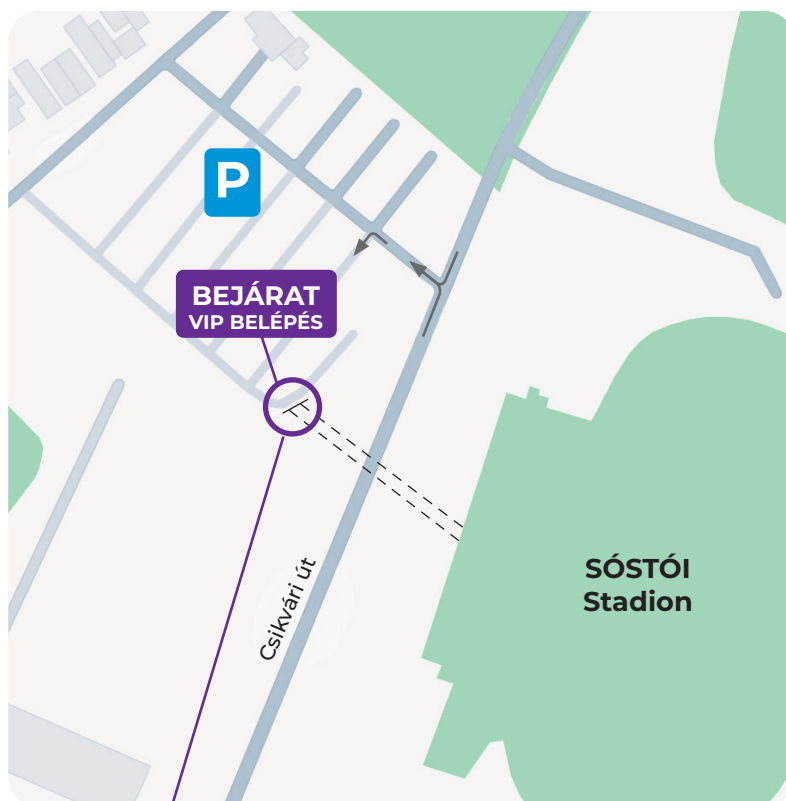 P
BEJÁRAT
VIP BELÉPÉS
Csikvári út
SÓSTÓI
Stadion